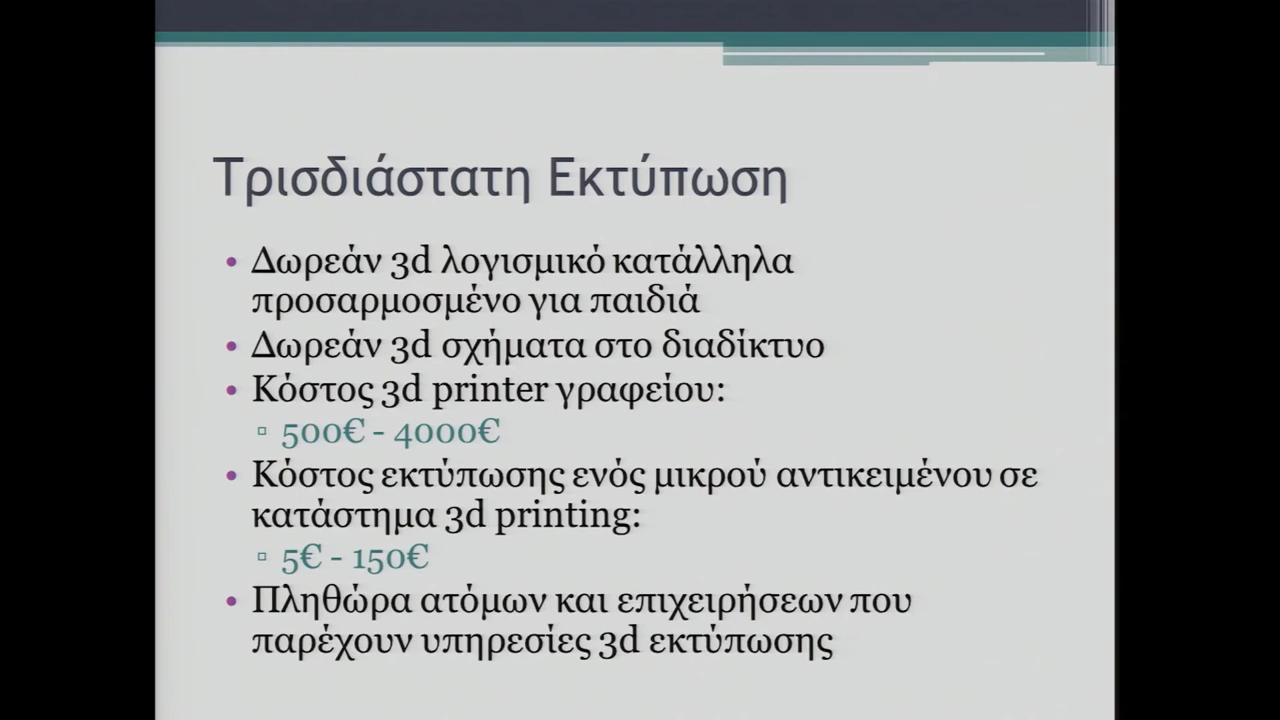 Τρισδιάστατη Εκτύπωση
• Δωρεάν 3d λογισμικό κατάλληλα
προσαρμοσμένο για παιδιά
• Δωρεάν 3d σχήματα στο διαδίκτυο
• Κόστος 3d printer γραφείου:
▫ 500€ - 4000€
• Κόστος εκτύπωσης ενός μικρού αντικειμένου σε
κατάστημα 3d printing:
▫ 5€ - 150€
• Πληθώρα ατόμων και επιχειρήσεων που
παρέχουν υπηρεσίες 3d εκτύπωσης